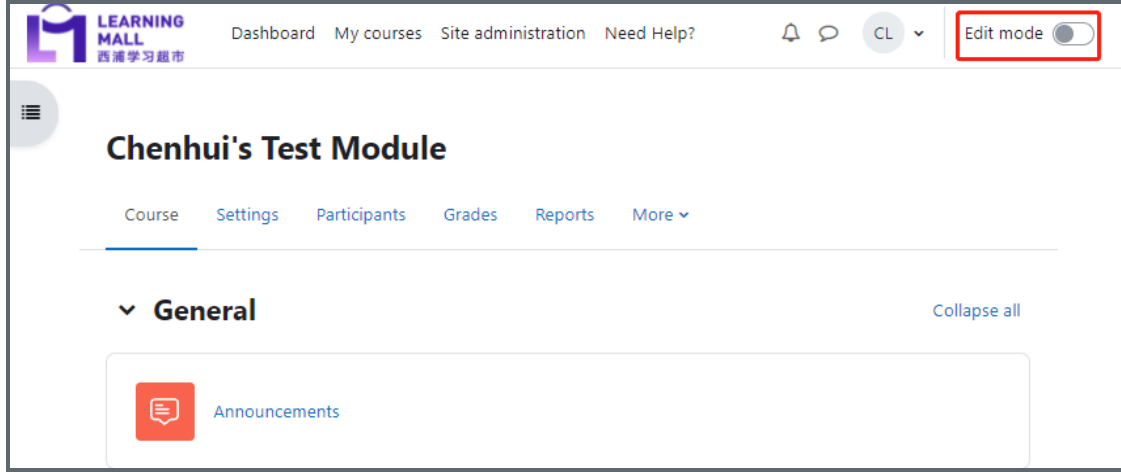 LEARNING
MALL
西浦学习超市
Dashboard My courses Site administration Need Help? CL Edit mode
Chenhui's Test Module
Course Settings Participants Grades Reports More
General Collapse all
Announcements